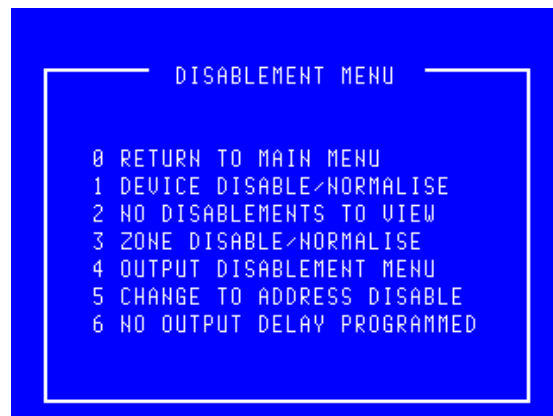 DISABLEMENT MENU
0 RETURN TO MAIN MENU
1 DEVICE DISABLE/NORMALISE
2 NO DISABLEMENTS TO VIEW
3 ZONE DISABLE/NORMALISE
4 OUTPUT DISABLEMENT MENU
5 CHANGE TO ADDRESS DISABLE
6 NO OUTPUT DELAY PROGRAMMED